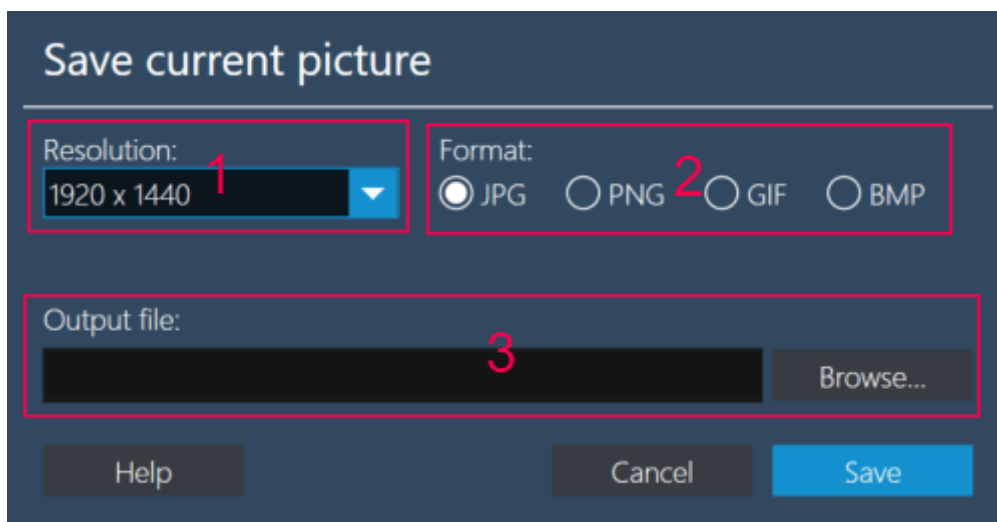 Save current picture
Resolution:
1920 x 1440
1
Format:
JPG PNG 2 GIF BMP
Output file:
3
Browse...
Help Cancel Save